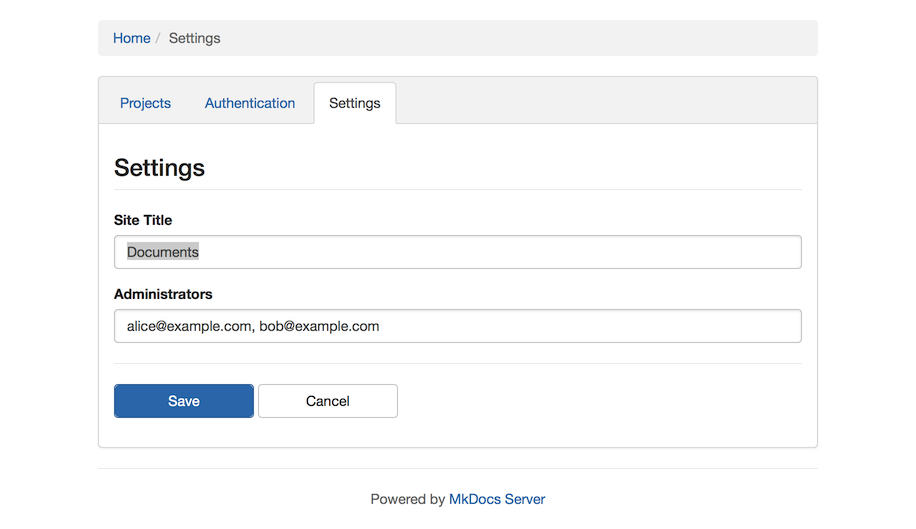 Home / Settings
Projects Authentication Settings
Settings
Site Title
Documents
Administrators
alice@example.com, bob@example.com
Save Cancel
Powered by MkDocs Server